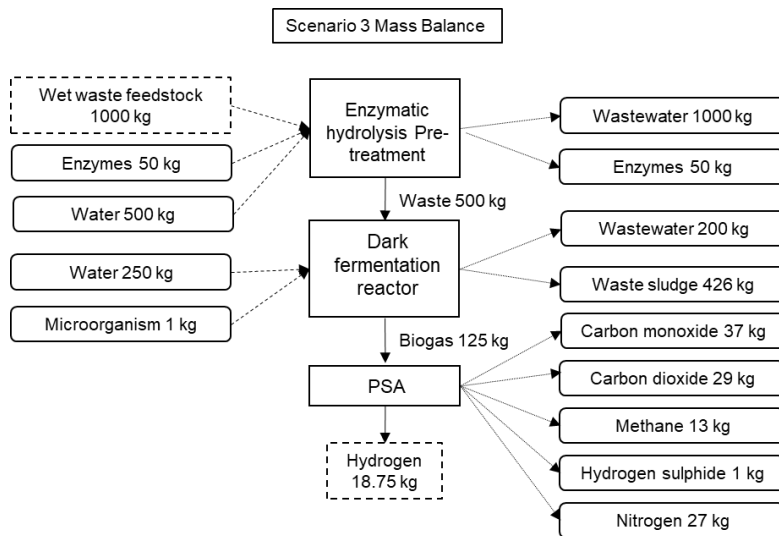 Scenario 3 Mass Balance
Wet waste feedstock
1000 kg
Enzymes 50 kg
Water 500 kg
Enzymatic
hydrolysis Pre-
treatment
Wastewater 1000 kg
Enzymes 50 kg
Waste 500 kg
Water 250 kg
Microorganism 1 kg
Dark
fermentation
reactor
Wastewater 200 kg
Waste sludge 426 kg
Biogas 125 kg
PSA
Carbon monoxide 37 kg
Carbon dioxide 29 kg
Methane 13 kg
Hydrogen sulphide 1 kg
Nitrogen 27 kg
Hydrogen
18.75 kg